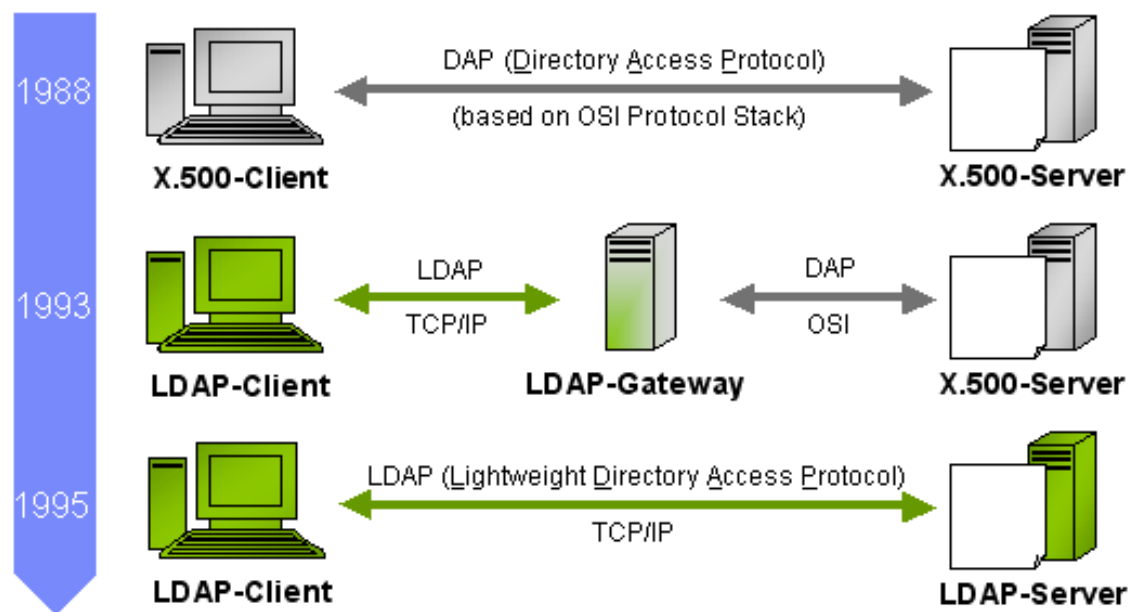 1988
DAP (Directory Access Protocol)
(based on OSI Protocol Stack)
X.500-Client
X.500-Server
1993
LDAP
TCP/IP
DAP
OSI
LDAP-Client
LDAP-Gateway
X.500-Server
1995
LDAP (Lightweight Directory Access Protocol)
TCP/IP
LDAP-Client
LDAP-Server